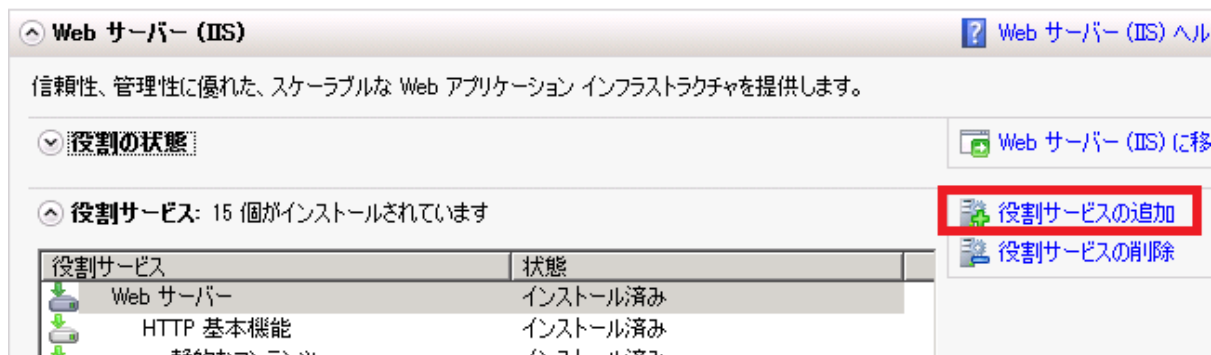 Web サーバー (IIS)
Web サーバー (IIS) ヘル
信頼性、管理性に優れた、スケーラブルな Web アプリケーション インフラストラクチャを提供します。
役割の状態
Web サーバー (IIS) に移
役割サービス: 15 個がインストールされています
役割サービスの追加
役割サービスの削除
役割サービス 状態
Web サーバー インストール済み
HTTP 基本機能 インストール済み